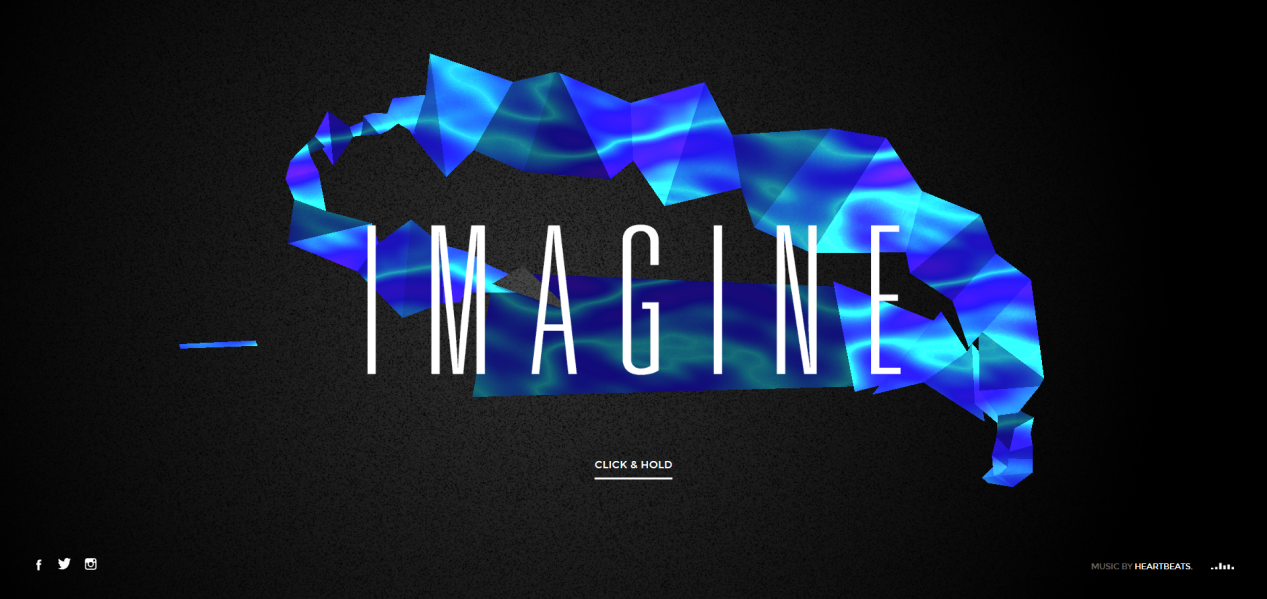 IMAGINE
CLICK & HOLD
MUSIC BY HEARTBEATS.